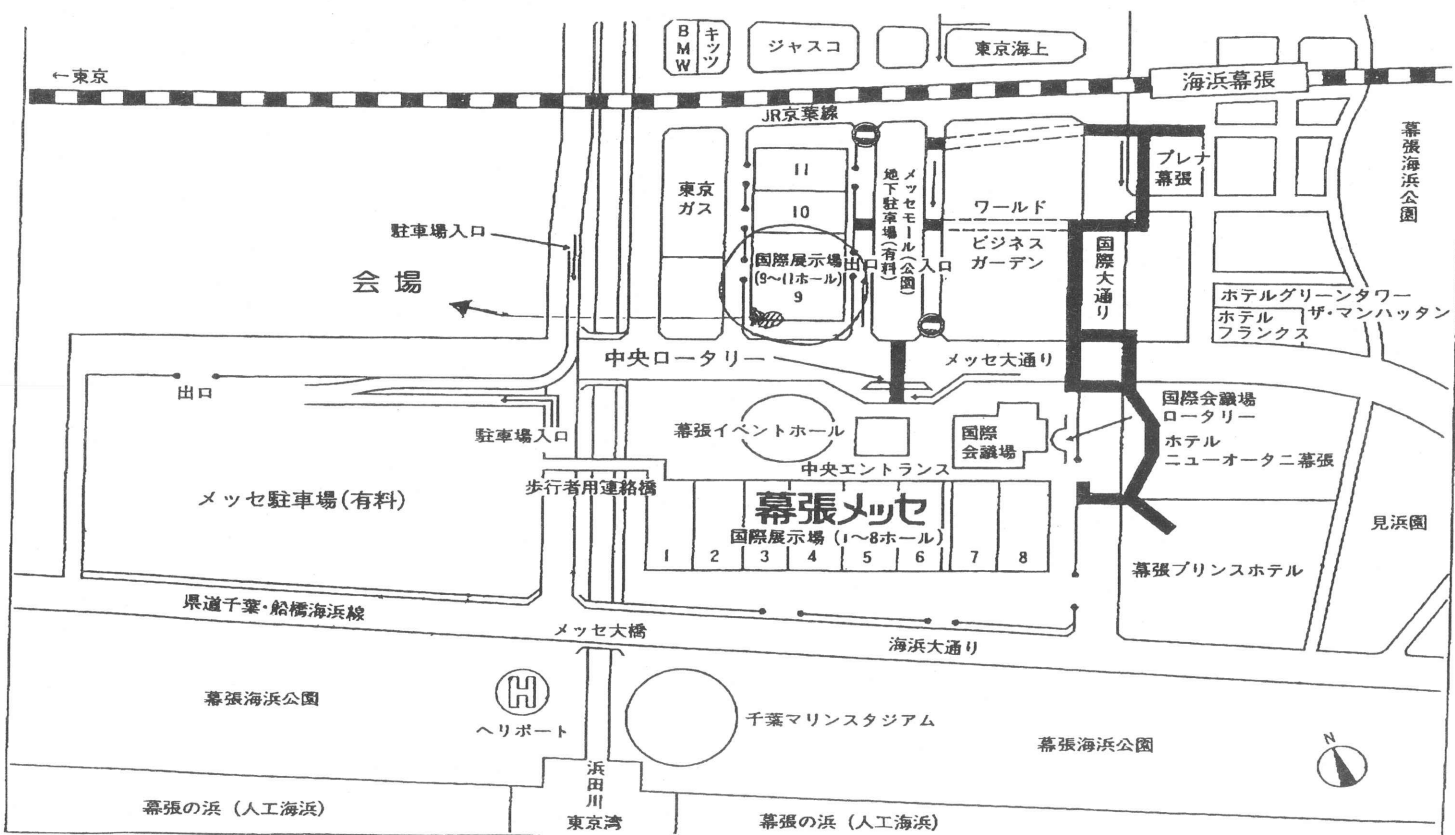 BMW
キッツ
ジャスコ
東京海上
←東京
海浜幕張
JR京葉線
幕張海浜公園
プレナ
幕張
東京
ガス
11
10
国際展示場
(9〜11ホール)
9
出口
メッセモール(公園)
地下駐車場(有料)
入口
ワールド
ビジネス
ガーデン
国際大通り
駐車場入口
会場
ホテルグリーンタワー
ザ・マンハッタン
ホテル
フランクス
中央ロータリー
メッセ大通り
出口
駐車場入口
幕張イベントホール
中央エントランス
国際
会議場
国際会議場
ロータリー
ホテル
ニューオータニ幕張
メッセ駐車場(有料)
歩行者用連絡橋
幕張メッセ
国際展示場 (1〜8ホール)
1 2 3 4 5 6 7 8
見浜園
幕張プリンスホテル
県道千葉・船橋海浜線
メッセ大橋
海浜大通り
幕張海浜公園
H
ヘリポート
千葉マリンスタジアム
幕張海浜公園
N
浜田川
東京湾
幕張の浜 (人工海浜)
幕張の浜 (人工海浜)